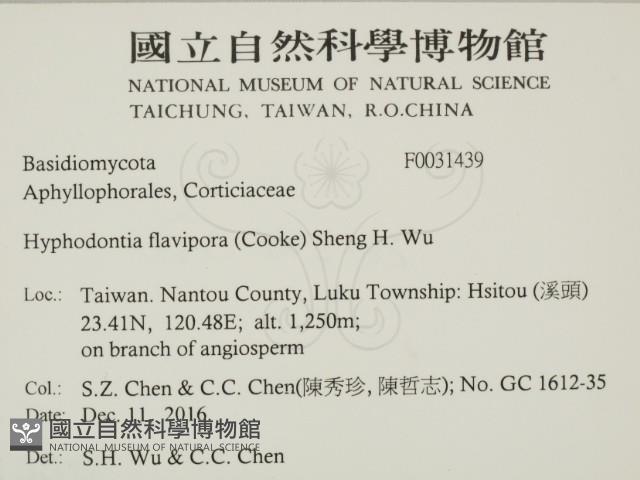 國立自然科學博物館
NATIONAL MUSEUM OF NATURAL SCIENCE
TAICHUNG, TAIWAN, R.O.CHINA
Basidiomycota F0031439
Aphyllophorales, Corticiaceae
Hyphodontia flavipora (Cooke) Sheng H. Wu
Loc.: Taiwan. Nantou County, Luku Township: Hsitou (溪頭)
23.41N, 120.48E; alt. 1,250m;
on branch of angiosperm
Col.: S.Z. Chen & C.C. Chen(陳秀珍, 陳哲志); No. GC 1612-35
Date: Dec. 11, 2016
國立自然科學博物館
NATIONAL MUSEUM OF NATURAL SCIENCE
Det.: S.H. Wu & C.C. Chen